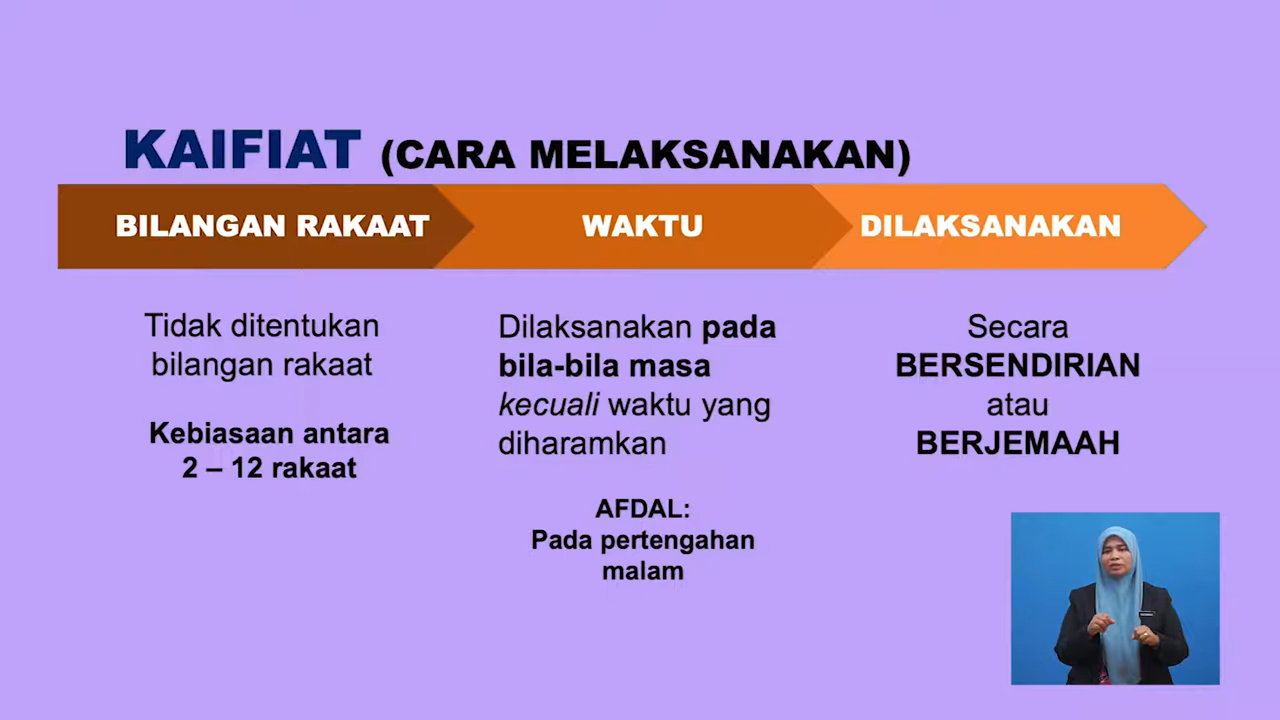 KAIFIAT (CARA MELAKSANAKAN)
BILANGAN RAKAAT
WAKTU
DILAKSANAKAN
Tidak ditentukan
bilangan rakaat
Kebiasaan antara
2 – 12 rakaat
Dilaksanakan pada
bila-bila masa
kecuali waktu yang
diharamkan
AFDAL:
Pada pertengahan
malam
Secara
BERSENDIRIAN
atau
BERJEMAAH